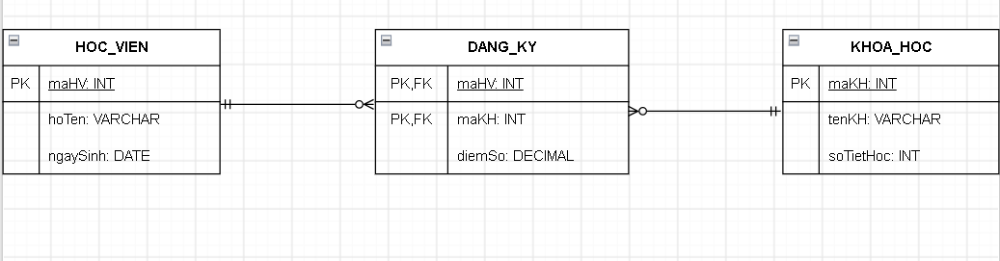 HOC_VIEN
PK maHV: INT
hoTen: VARCHAR
ngaySinh: DATE
DANG_KY
PK,FK maHV: INT
PK,FK maKH: INT
diemSo: DECIMAL
KHOA_HOC
PK maKH: INT
tenKH: VARCHAR
soTietHoc: INT